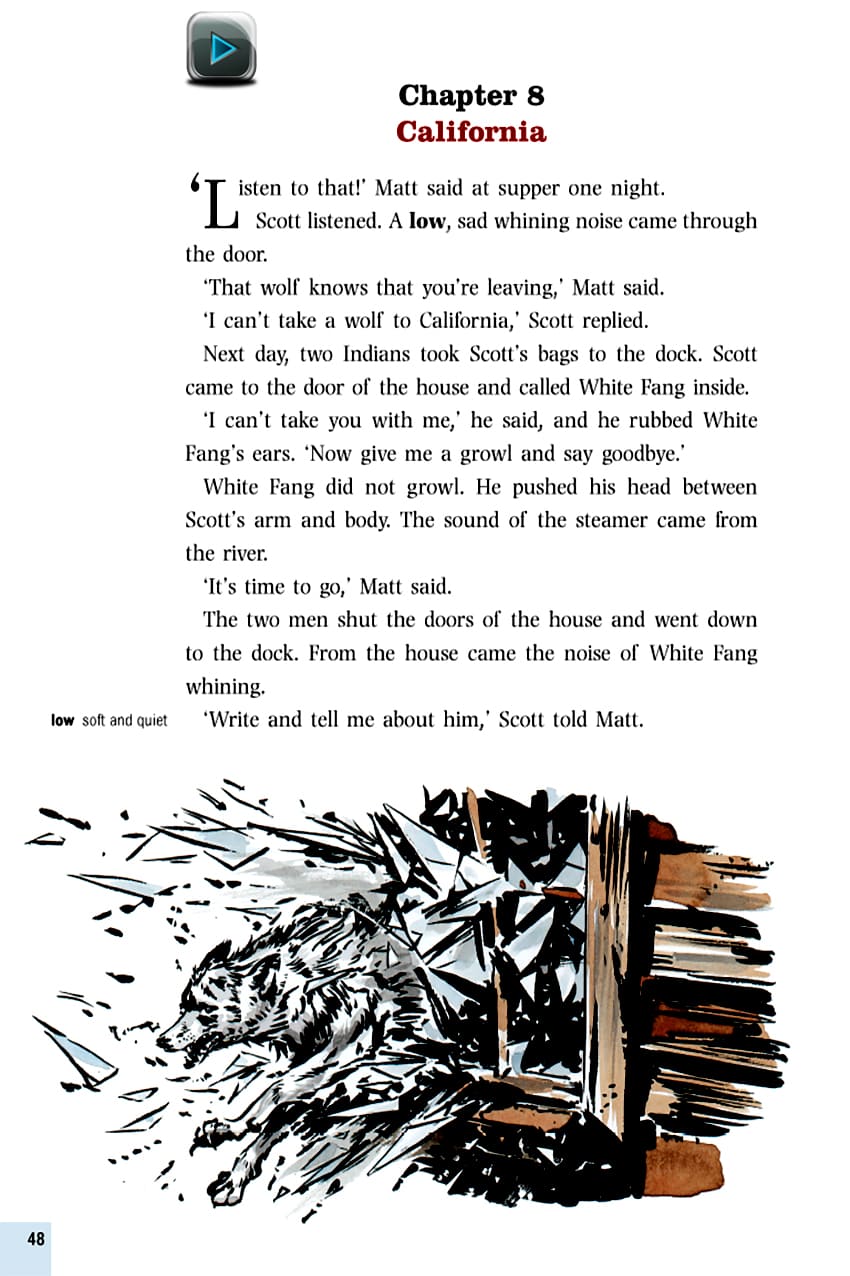 Chapter 8
California
‘Listen to that!’ Matt said at supper one night.
Scott listened. A low, sad whining noise came through
the door.
‘That wolf knows that you’re leaving,’ Matt said.
‘I can’t take a wolf to California,’ Scott replied.
Next day, two Indians took Scott’s bags to the dock. Scott
came to the door of the house and called White Fang inside.
‘I can’t take you with me,’ he said, and he rubbed White
Fang’s ears. ‘Now give me a growl and say goodbye.’
White Fang did not growl. He pushed his head between
Scott’s arm and body. The sound of the steamer came from
the river.
‘It’s time to go,’ Matt said.
The two men shut the doors of the house and went down
to the dock. From the house came the noise of White Fang
whining.
‘Write and tell me about him,’ Scott told Matt.
low soft and quiet
48